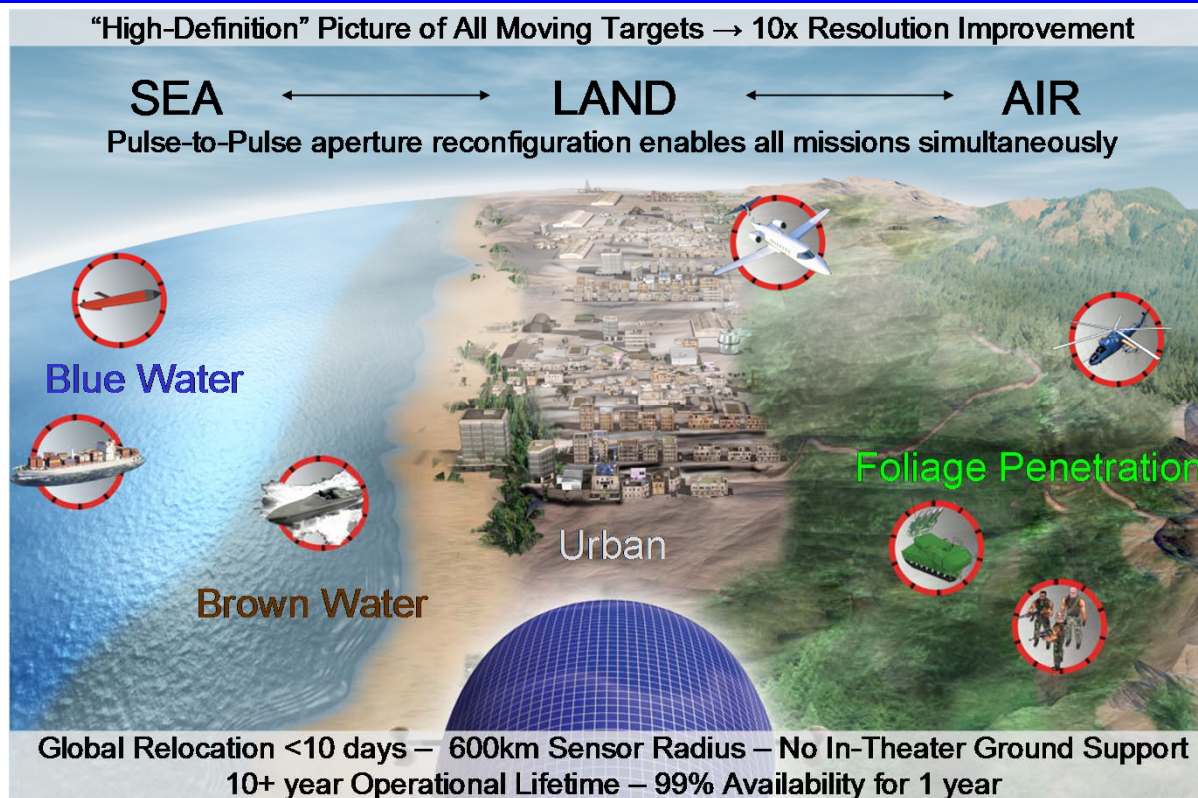 “High-Definition” Picture of All Moving Targets → 10x Resolution Improvement
SEA LAND AIR
Pulse-to-Pulse aperture reconfiguration enables all missions simultaneously
Blue Water
Foliage Penetration
Urban
Brown Water
Global Relocation <10 days – 600km Sensor Radius – No In-Theater Ground Support
10+ year Operational Lifetime – 99% Availability for 1 year